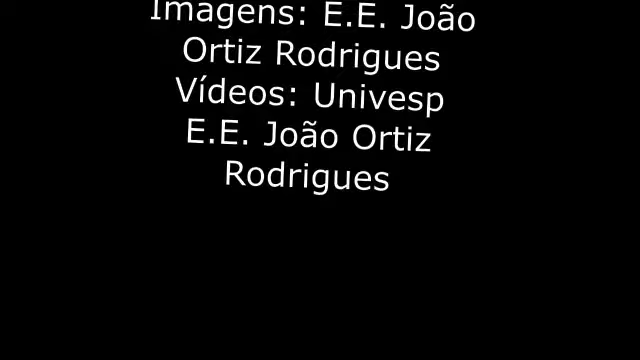 Imagens: E.E. João
Ortiz Rodrigues
Vídeos: Univesp
E.E. João Ortiz
Rodrigues